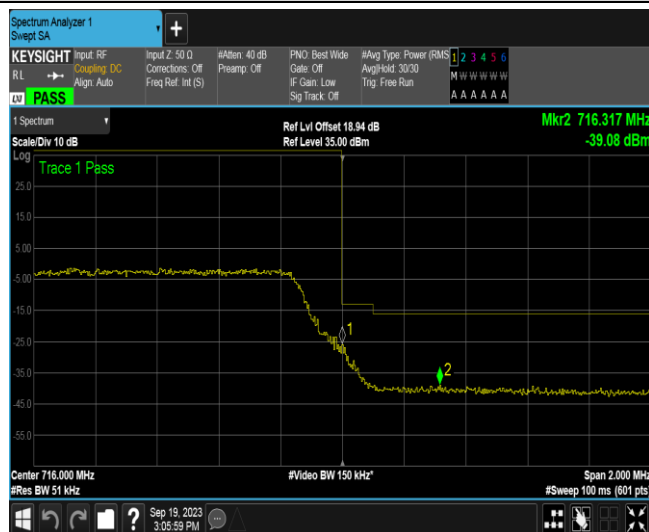 Spectrum Analyzer 1
Swept SA
+
KEYSIGHT
RL
LXI PASS
Input: RF
Coupling: DC
Align: Auto
Input Z: 50 Ω
Corrections: Off
Freq Ref: Int (S)
#Atten: 40 dB
Preamp: Off
PNO: Best Wide
Gate: Off
IF Gain: Low
Sig Track: Off
#Avg Type: Power (RMS
Avg|Hold: 30/30
Trig: Free Run
1 2 3 4 5 6
M W W W W W
A A A A A A
1 Spectrum
Scale/Div 10 dB
Ref Lvl Offset 18.94 dB
Ref Level 35.00 dBm
Mkr2 716.317 MHz
-39.08 dBm
Log
Trace 1 Pass
25.0
15.0
5.00
-5.00
-15.0
-25.0
-35.0
-45.0
-55.0
1
2
Center 716.000 MHz
#Res BW 51 kHz
#Video BW 150 kHz*
Span 2.000 MHz
#Sweep 100 ms (601 pts)
?
Sep 19, 2023
3:05:59 PM